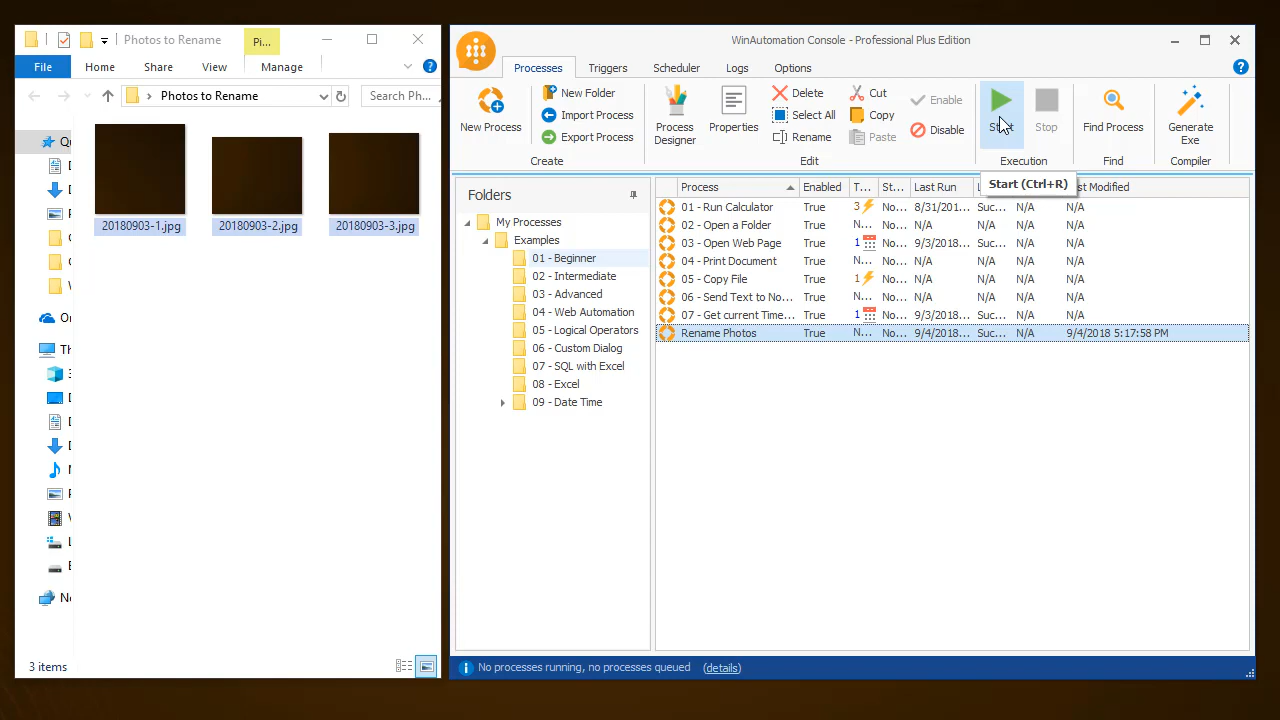 Photos to Rename
Pi...
File
Home
Share
View
Manage
Photos to Rename
Search Ph...
20180903-1.jpg
20180903-2.jpg
20180903-3.jpg
3 items
WinAutomation Console - Professional Plus Edition
Processes
Triggers
Scheduler
Logs
Options
New Process
New Folder
Import Process
Export Process
Create
Process Designer
Properties
Delete
Select All
Rename
Cut
Copy
Paste
Enable
Disable
Edit
Start
Stop
Execution
Find Process
Find
Generate Exe
Compiler
Start (Ctrl+R)
Folders
My Processes
Examples
01 - Beginner
02 - Intermediate
03 - Advanced
04 - Web Automation
05 - Logical Operators
06 - Custom Dialog
07 - SQL with Excel
08 - Excel
09 - Date Time
Process Enabled T... St... Last Run Modified
01 - Run Calculator True 3 No... 8/31/201... Suc... N/A N/A
02 - Open a Folder True N... No... N/A N/A N/A N/A
03 - Open Web Page True 1 No... 9/3/2018... Suc... N/A N/A
04 - Print Document True N... No... N/A N/A N/A N/A
05 - Copy File True 1 No... N/A N/A N/A N/A
06 - Send Text to No... True N... No... N/A N/A N/A N/A
07 - Get current Time... True 1 No... 9/3/2018... Suc... N/A N/A
Rename Photos True N... No... 9/4/2018... Suc... N/A 9/4/2018 5:17:58 PM
No processes running, no processes queued (details)